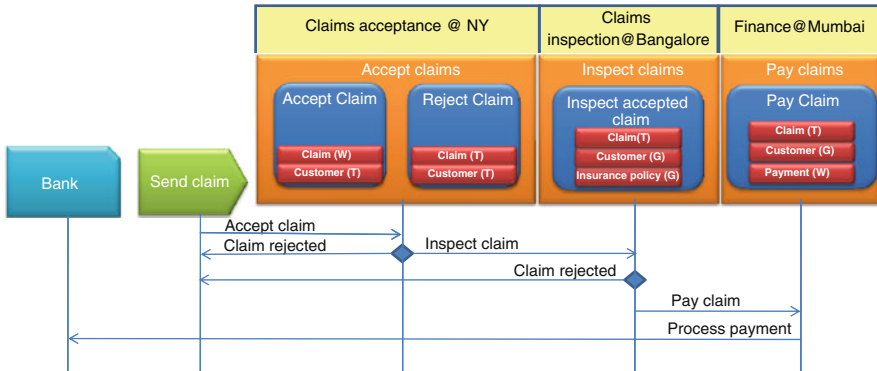 Claims acceptance @ NY
Claims
inspection@Bangalore
Finance@Mumbai
Accept claims
Inspect claims
Pay claims
Accept Claim
Claim (W)
Customer (T)
Reject Claim
Claim (T)
Customer (T)
Inspect accepted
claim
Claim(T)
Customer (G)
Insurance policy (G)
Pay Claim
Claim (T)
Customer (G)
Payment (W)
Bank
Send claim
Accept claim
Claim rejected
Inspect claim
Claim rejected
Pay claim
Process payment